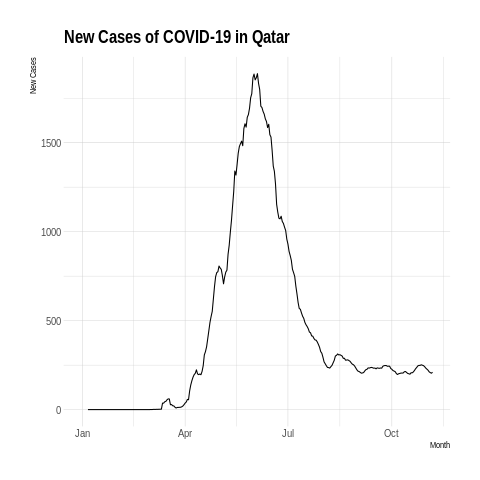 New Cases of COVID-19 in Qatar
New Cases
1500
1000
500
0
Jan Apr Jul Oct
Month